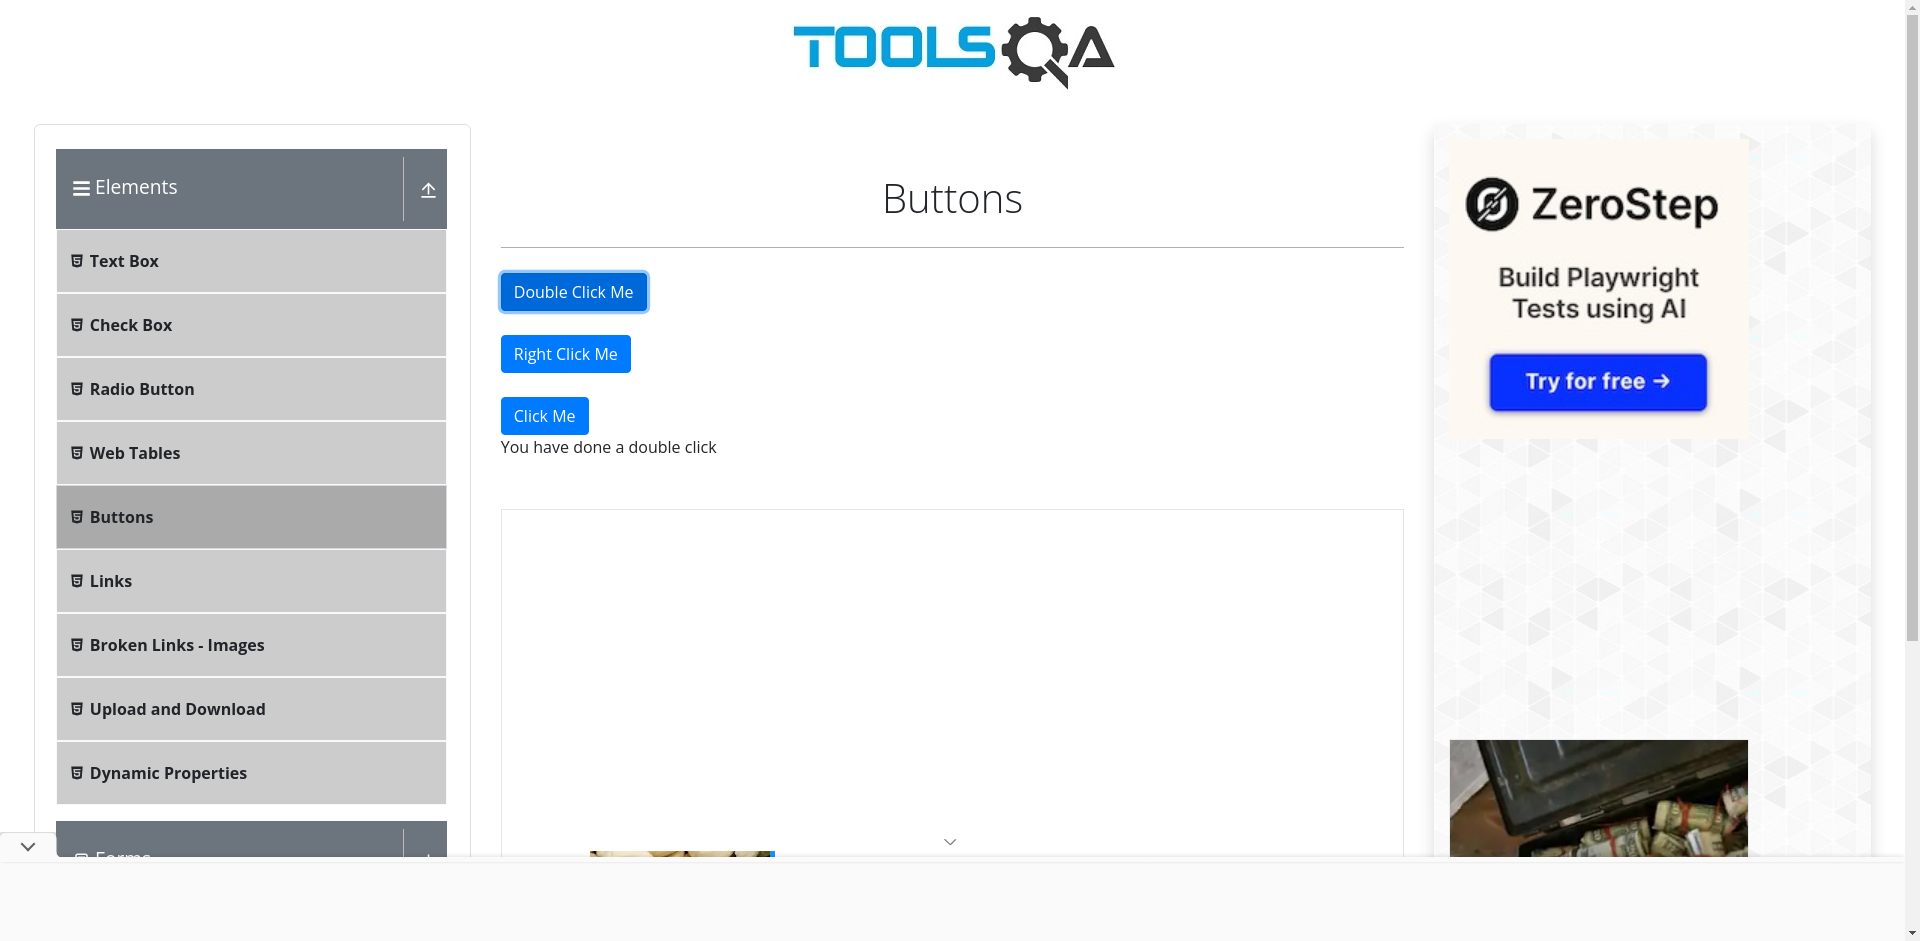 TOOLSQA
Elements
Text Box
Check Box
Radio Button
Web Tables
Buttons
Links
Broken Links - Images
Upload and Download
Dynamic Properties
Forms
Buttons
Double Click Me
Right Click Me
Click Me
You have done a double click
ZeroStep
Build Playwright
Tests using AI
Try for free →